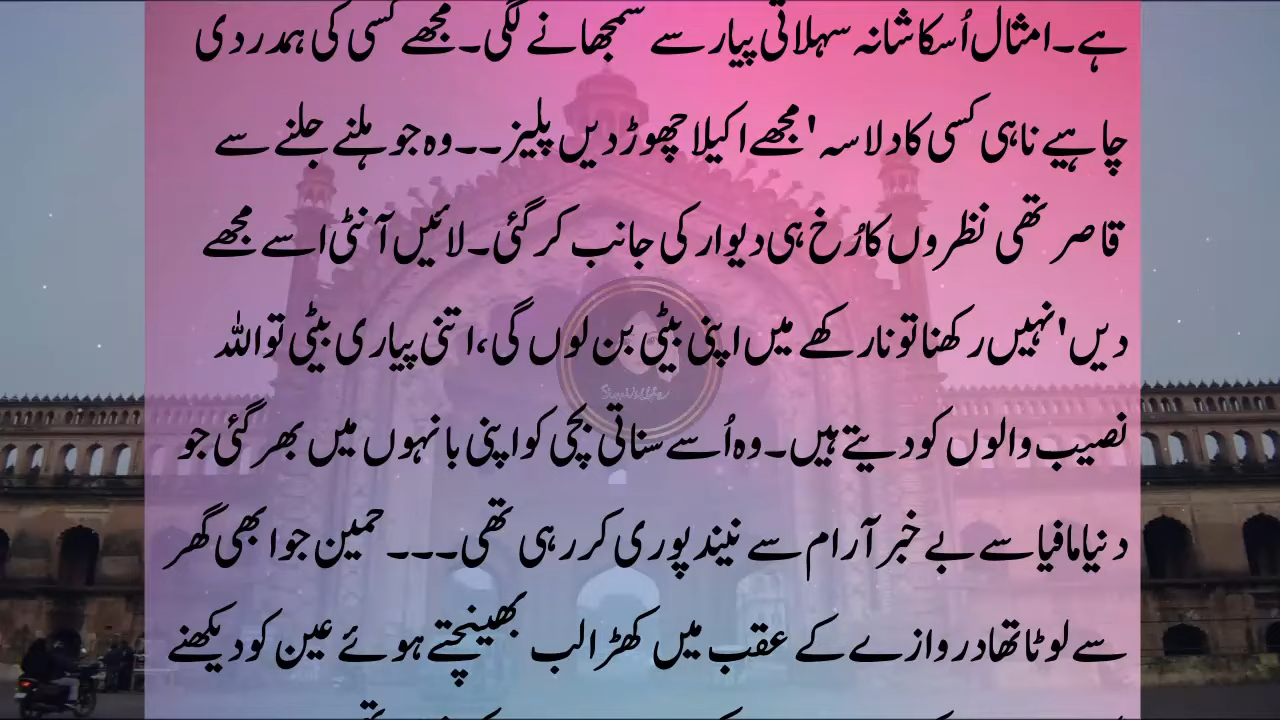 ہے۔امثال اُسکا شانہ سہلاتی پیار سے سمجھانے لگی۔مجھے کسی کی ہمدردی
چاہیے ناہی کسی کا دلاسہ 'مجھے اکیلا چھوڑ دیں پلیز۔۔وہ جو ہلنے جلنے سے
قاصر تھی نظروں کا رُخ ہی دیوار کی جانب کر گئی۔لائیں آنٹی اسے مجھے
دیں'نہیں رکھنا تو نا رکھے میں اپنی بیٹی بن لوں گی،اتنی پیاری بیٹی تو اللہ
نصیب والوں کو دیتے ہیں۔وہ اُسے سناتی بچی کو اپنی بانہوں میں بھر گئی جو
دنیا مافیا سے بے خبر آرام سے نیند پوری کر رہی تھی۔۔۔حمین جو ابھی گھر
سے لوٹا تھا دروازے کے عقب میں کھڑا لب بھینچتے ہوئے عین کو دیکھنے